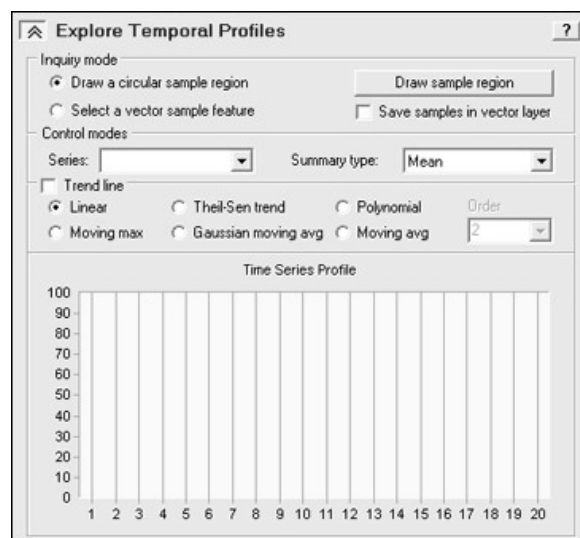 Explore Temporal Profiles ?
Inquiry mode
Draw a circular sample region Draw sample region
Select a vector sample feature Save samples in vector layer
Control modes
Series: Summary type: Mean
Trend line
Linear Theil-Sen trend Polynomial Order
Moving max Gaussian moving avg Moving avg 2
Time Series Profile
100
90
80
70
60
50
40
30
20
10
0
1 2 3 4 5 6 7 8 9 10 11 12 13 14 15 16 17 18 19 20